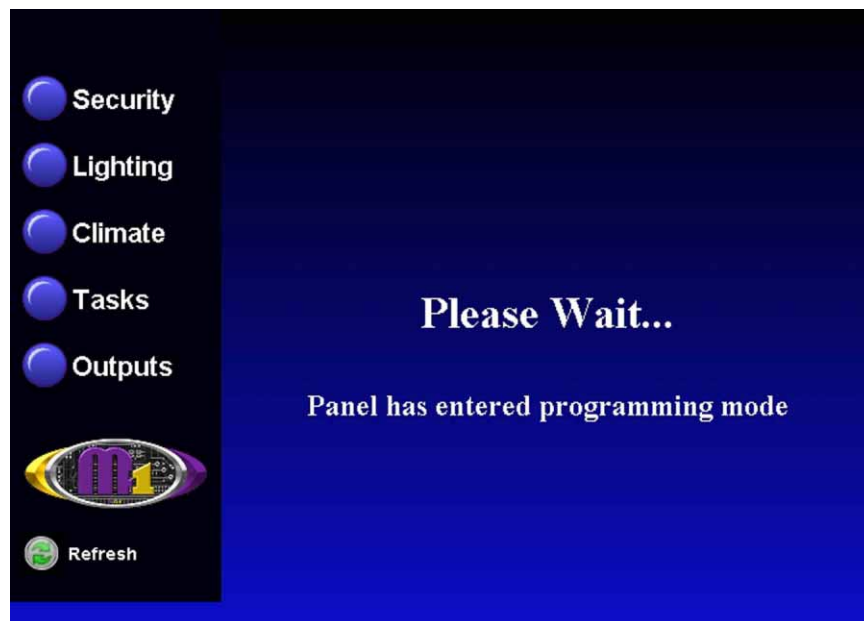 Security
Lighting
Climate
Tasks
Outputs
M1
Refresh
Please Wait...
Panel has entered programming mode